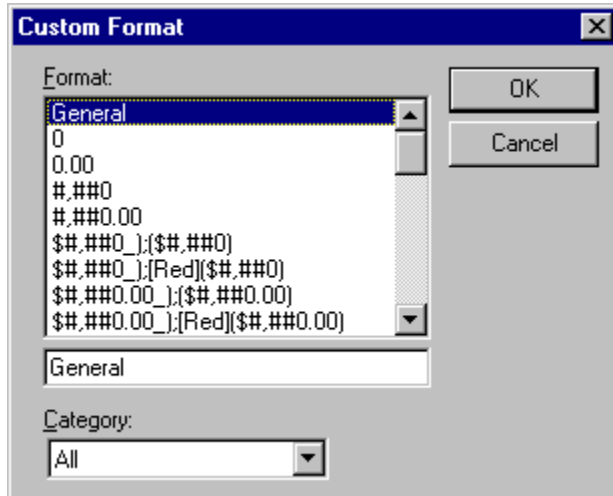 Custom Format
Format:
OK
General
0
Cancel
0.00
#,##0
#,##0.00
$#,##0_);($#,##0)
$#,##0_);[Red]($#,##0)
$#,##0.00_);($#,##0.00)
$#,##0.00_);[Red]($#,##0.00)
General
Category:
All